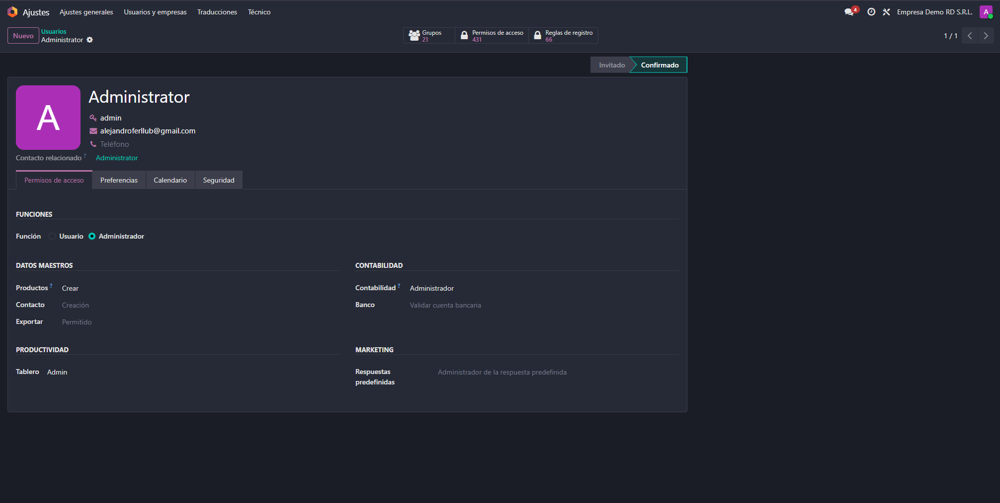 Ajustes Ajustes generales Usuarios y empresas Traducciones Técnico 4 Empresa Demo RD S.R.L. A
Nuevo Usuarios
Administrator
Grupos
21
Permisos de acceso
431
Reglas de registro
66
1 / 1
Invitado Confirmado
A
Administrator
admin
alejandroferllub@gmail.com
Teléfono
Contacto relacionado ? Administrator
Permisos de acceso Preferencias Calendario Seguridad
FUNCIONES
Función Usuario Administrador
DATOS MAESTROS
Productos ? Crear
Contacto Creación
Exportar Permitido
CONTABILIDAD
Contabilidad ? Administrador
Banco Validar cuenta bancaria
PRODUCTIVIDAD
Tablero Admin
MARKETING
Respuestas predefinidas Administrador de la respuesta predefinida